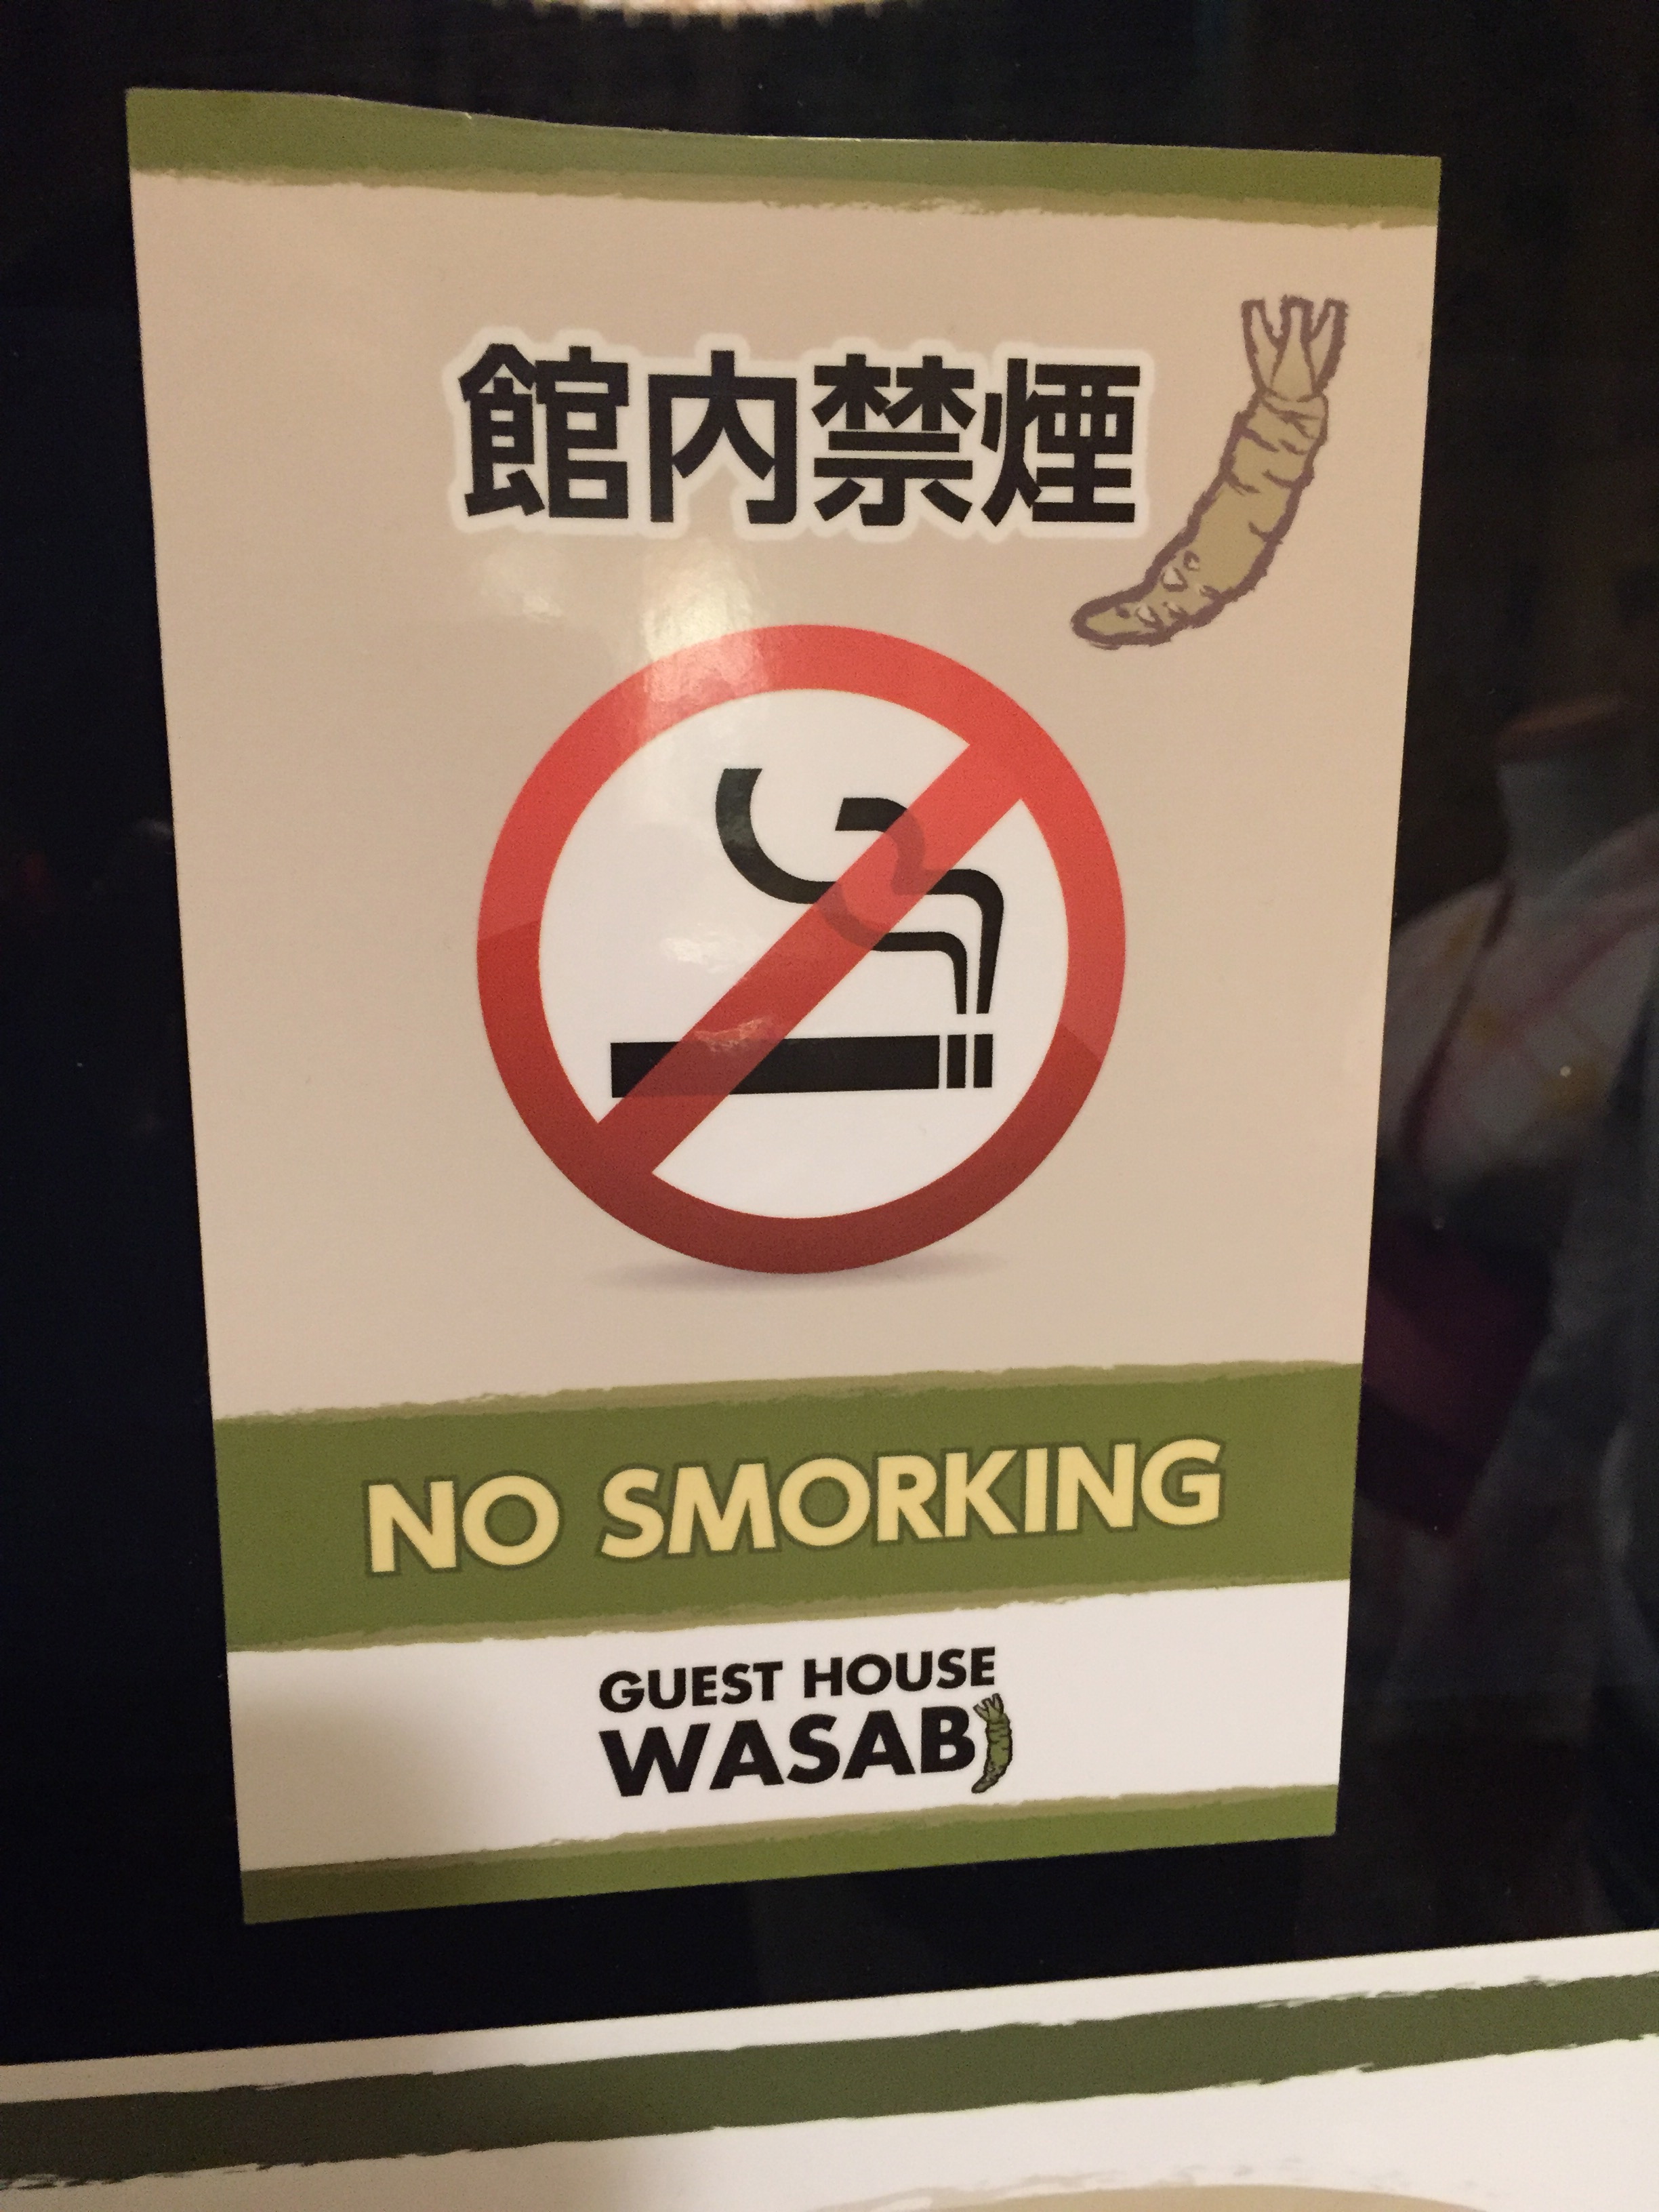 館内禁煙
NO SMORKING
GUEST HOUSE
WASABI